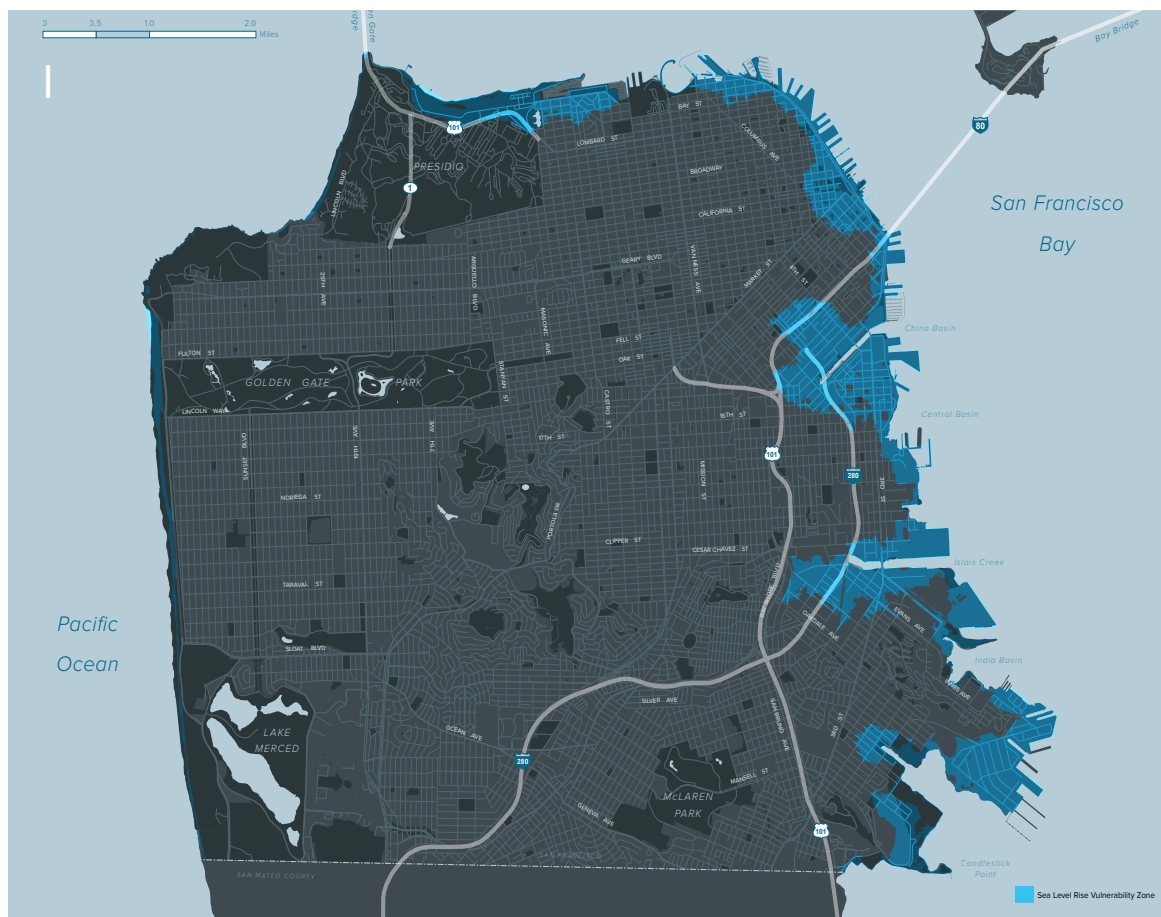 0 0.5 1.0 2.0
Miles
Bay Bridge
80
San Francisco
Bay
101
1
PRESIDIO
LINCOLN BLVD
LOMBARD ST
BAY ST
COLUMBUS AVE
BROADWAY
CALIFORNIA ST
VAN NESS AVE
GEARY BLVD
MARKET ST
25TH AVE
ARGUELLO BLVD
MASONIC AVE
China Basin
FULTON ST
FELL ST
OAK ST
GOLDEN GATE PARK
STANYAN ST
CASTRO ST
LINCOLN WAY
16TH ST
Central Basin
SUNSET BLVD
19TH AVE
7TH AVE
17TH ST
101
280
MISSION ST
3RD ST
NORIEGA ST
PORTOLA DR
CLIPPER ST
CESAR CHAVEZ ST
Islais Creek
TARAVAL ST
BAY SHORE BLVD
OAKDALE AVE
EVANS AVE
Pacific
Ocean
SLOAT BLVD
India Basin
INNES AVE
SILVER AVE
SAN BRUNO AVE
3RD ST
LAKE
MERCED
OCEAN AVE
280
MANSELL ST
McLAREN
PARK
GENEVA AVE
101
SAN MATEO COUNTY
Candlestick
Point
Sea Level Rise Vulnerability Zone